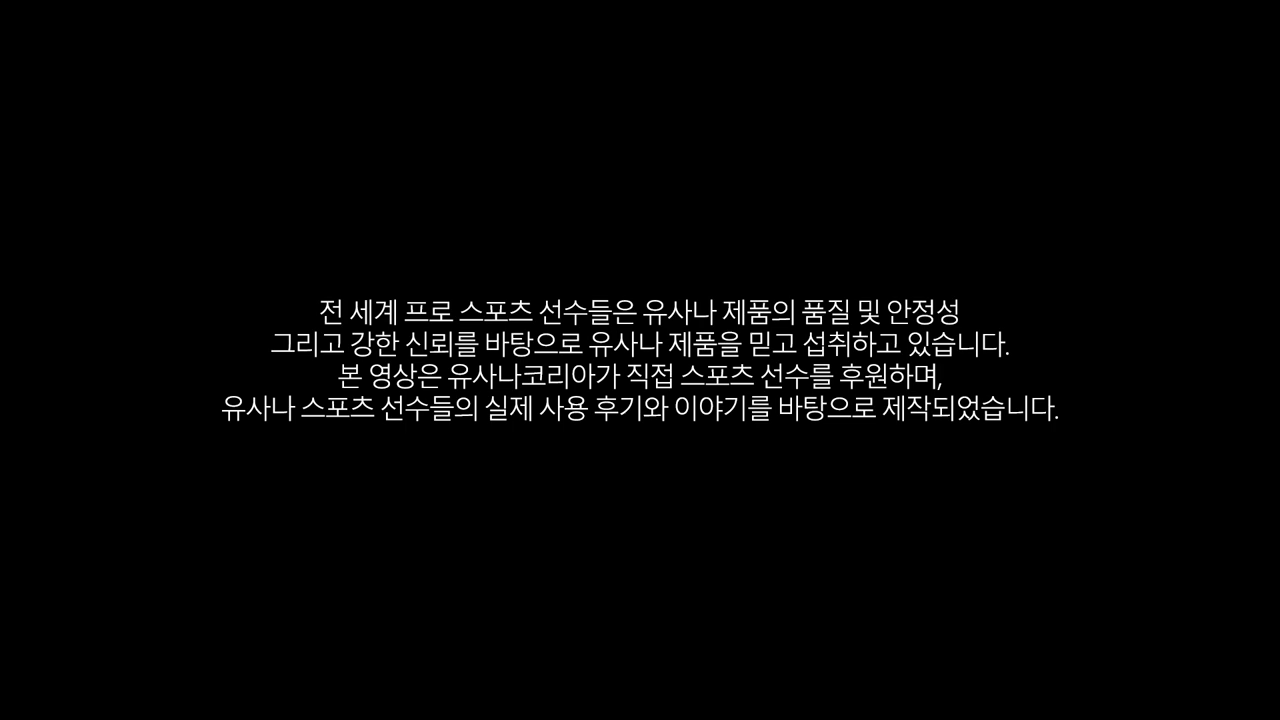 전 세계 프로 스포츠 선수들은 유사나 제품의 품질 및 안정성
그리고 강한 신뢰를 바탕으로 유사나 제품을 믿고 섭취하고 있습니다.
본 영상은 유사나코리아가 직접 스포츠 선수를 후원하며,
유사나 스포츠 선수들의 실제 사용 후기와 이야기를 바탕으로 제작되었습니다.